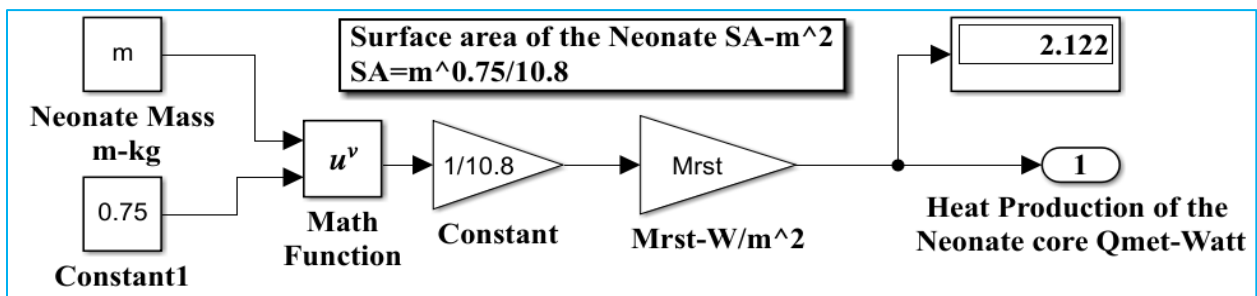 m
Neonate Mass
m-kg
0.75
Constant1
u^v
Math
Function
Surface area of the Neonate SA-m^2
SA=m^0.75/10.8
1/10.8
Constant
Mrst
Mrst-W/m^2
2.122
1
Heat Production of the
Neonate core Qmet-Watt